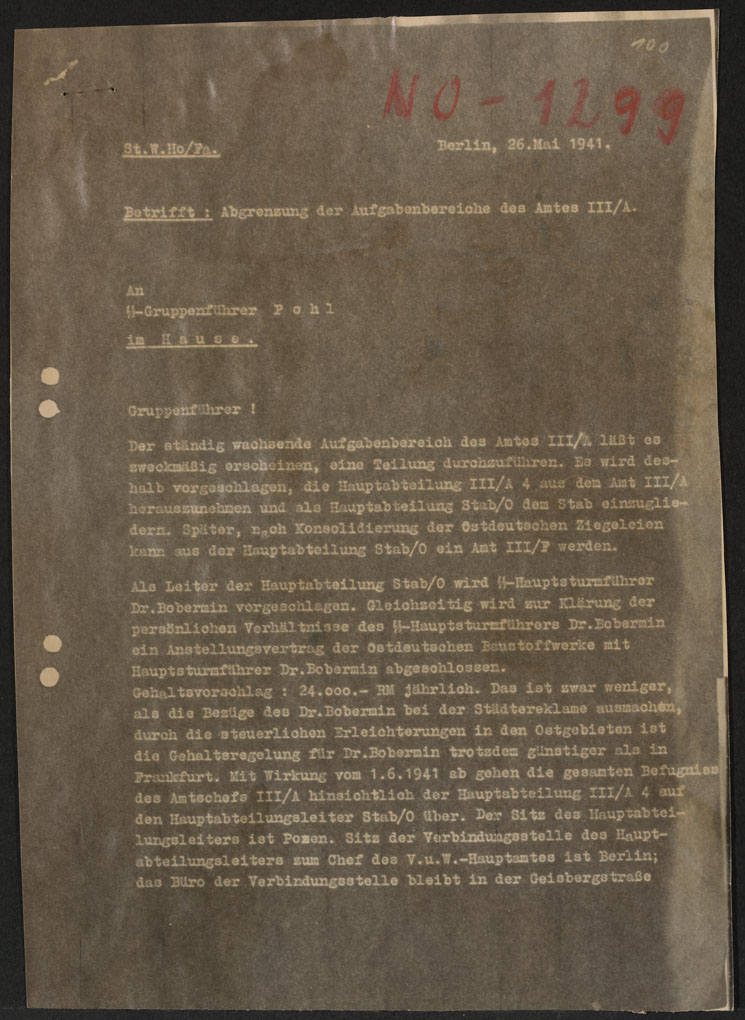 100
NO-1299
St.W.Ho/Fa.
Berlin, 26.Mai 1941.
Betrifft : Abgrenzung der Aufgabenbereiche des Amtes III/A.
An
SS-Gruppenführer P o h l
im H a u s e .
Gruppenführer !
Der ständig wachsende Aufgabenbereich des Amtes III/A läßt es
zweckmäßig erscheinen, eine Teilung durchzuführen. Es wird des-
halb vorgeschlagen, die Hauptabteilung III/A 4 aus dem Amt III/A
herauszunehmen und als Hauptabteilung Stab/O dem Stab einzuglie-
dern. Später, nach Konsolidierung der Ostdeutschen Ziegeleien
kann aus der Hauptabteilung Stab/O ein Amt III/F werden.
Als Leiter der Hauptabteilung Stab/O wird SS-Hauptsturmführer
Dr.Bobermin vorgeschlagen. Gleichzeitig wird zur Klärung der
persönlichen Verhältnisse des SS-Hauptsturmführers Dr.Bobermin
ein Anstellungsvertrag der Ostdeutschen Baustoffwerke mit
Hauptsturmführer Dr.Bobermin abgeschlossen.
Gehaltsvorschlag : 24.000.- RM jährlich. Das ist zwar weniger,
als die Bezüge des Dr.Bobermin bei der Städtereklame ausmachen,
durch die steuerlichen Erleichterungen in den Ostgebieten ist
die Gehaltsregelung für Dr.Bobermin trotzdem günstiger als in
Frankfurt. Mit Wirkung vom 1.6.1941 ab gehen die gesamten Befugnisse
des Amtschefs III/A hinsichtlich der Hauptabteilung III/A 4 auf
den Hauptabteilungsleiter Stab/O über. Der Sitz des Hauptabtei-
lungsleiters ist Posen. Sitz der Verbindungsstelle des Haupt-
abteilungsleiters zum Chef des V.u.W.-Hauptamtes ist Berlin;
das Büro der Verbindungsstelle bleibt in der Geisbergstraße